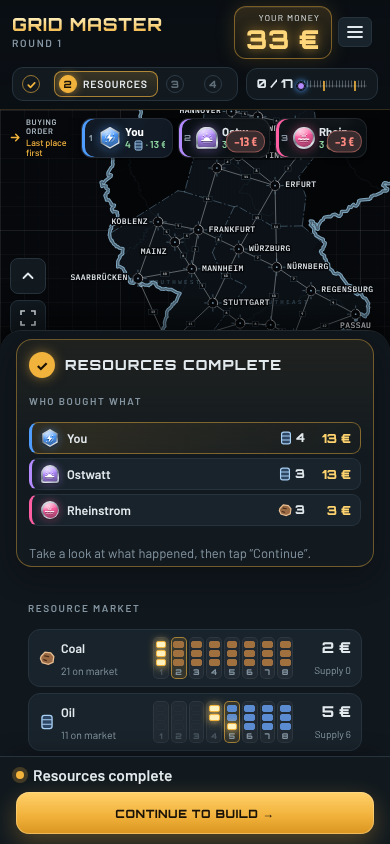 GRID MASTER
ROUND 1
YOUR MONEY
33 €
2 RESOURCES 3 4
0/17
BUYING ORDER
Last place first
1 You
4 · 13 €
2
-13 €
3
-3 €
HANNOVER
ERFURT
KOBLENZ
FRANKFURT
MAINZ
WÜRZBURG
SAARBRÜCKEN
MANNHEIM
NÜRNBERG
REGENSBURG
STUTTGART
PASSAU
RESOURCES COMPLETE
WHO BOUGHT WHAT
You 4 13 €
Ostwatt 3 13 €
Rheinstrom 3 3 €
Take a look at what happened, then tap “Continue”.
RESOURCE MARKET
Coal
21 on market
1 2 3 4 5 6 7 8
2 €
Supply 0
Oil
11 on market
1 2 3 4 5 6 7 8
5 €
Supply 6
Resources complete
CONTINUE TO BUILD →